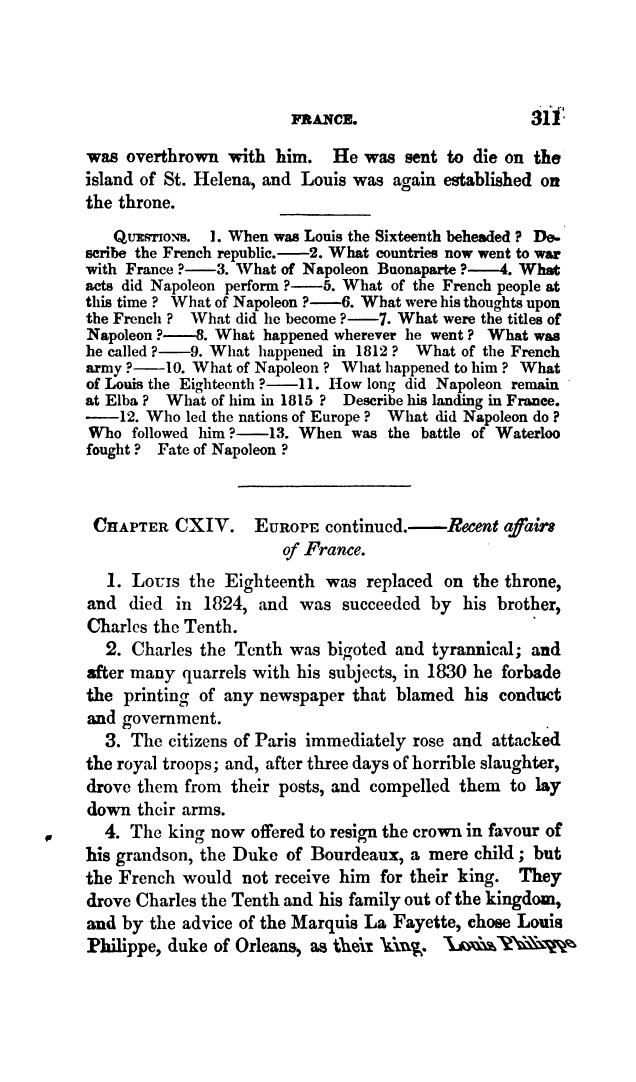 FRANCE. 311
was overthrown with him. He was sent to die on the
island of St. Helena, and Louis was again established on
the throne.
QUESTIONS. 1. When was Louis the Sixteenth beheaded ? De-
scribe the French republic.——2. What countries now went to war
with France ?——3. What of Napoleon Buonaparte ?——4. What
acts did Napoleon perform ?——5. What of the French people at
this time ? What of Napoleon ?——6. What were his thoughts upon
the French ? What did he become ?——7. What were the titles of
Napoleon ?——8. What happened wherever he went ? What was
he called ?——9. What happened in 1812 ? What of the French
army ?——10. What of Napoleon ? What happened to him ? What
of Louis the Eighteenth ?——11. How long did Napoleon remain
at Elba ? What of him in 1815 ? Describe his landing in France.
——12. Who led the nations of Europe ? What did Napoleon do ?
Who followed him ?——13. When was the battle of Waterloo
fought ? Fate of Napoleon ?
CHAPTER CXIV. EUROPE continued.——Recent affairs
of France.
1. LOUIS the Eighteenth was replaced on the throne,
and died in 1824, and was succeeded by his brother,
Charles the Tenth.
2. Charles the Tenth was bigoted and tyrannical; and
after many quarrels with his subjects, in 1830 he forbade
the printing of any newspaper that blamed his conduct
and government.
3. The citizens of Paris immediately rose and attacked
the royal troops; and, after three days of horrible slaughter,
drove them from their posts, and compelled them to lay
down their arms.
4. The king now offered to resign the crown in favour of
his grandson, the Duke of Bourdeaux, a mere child; but
the French would not receive him for their king. They
drove Charles the Tenth and his family out of the kingdom,
and by the advice of the Marquis La Fayette, chose Louis
Philippe, duke of Orleans, as their king. Louis Philippe